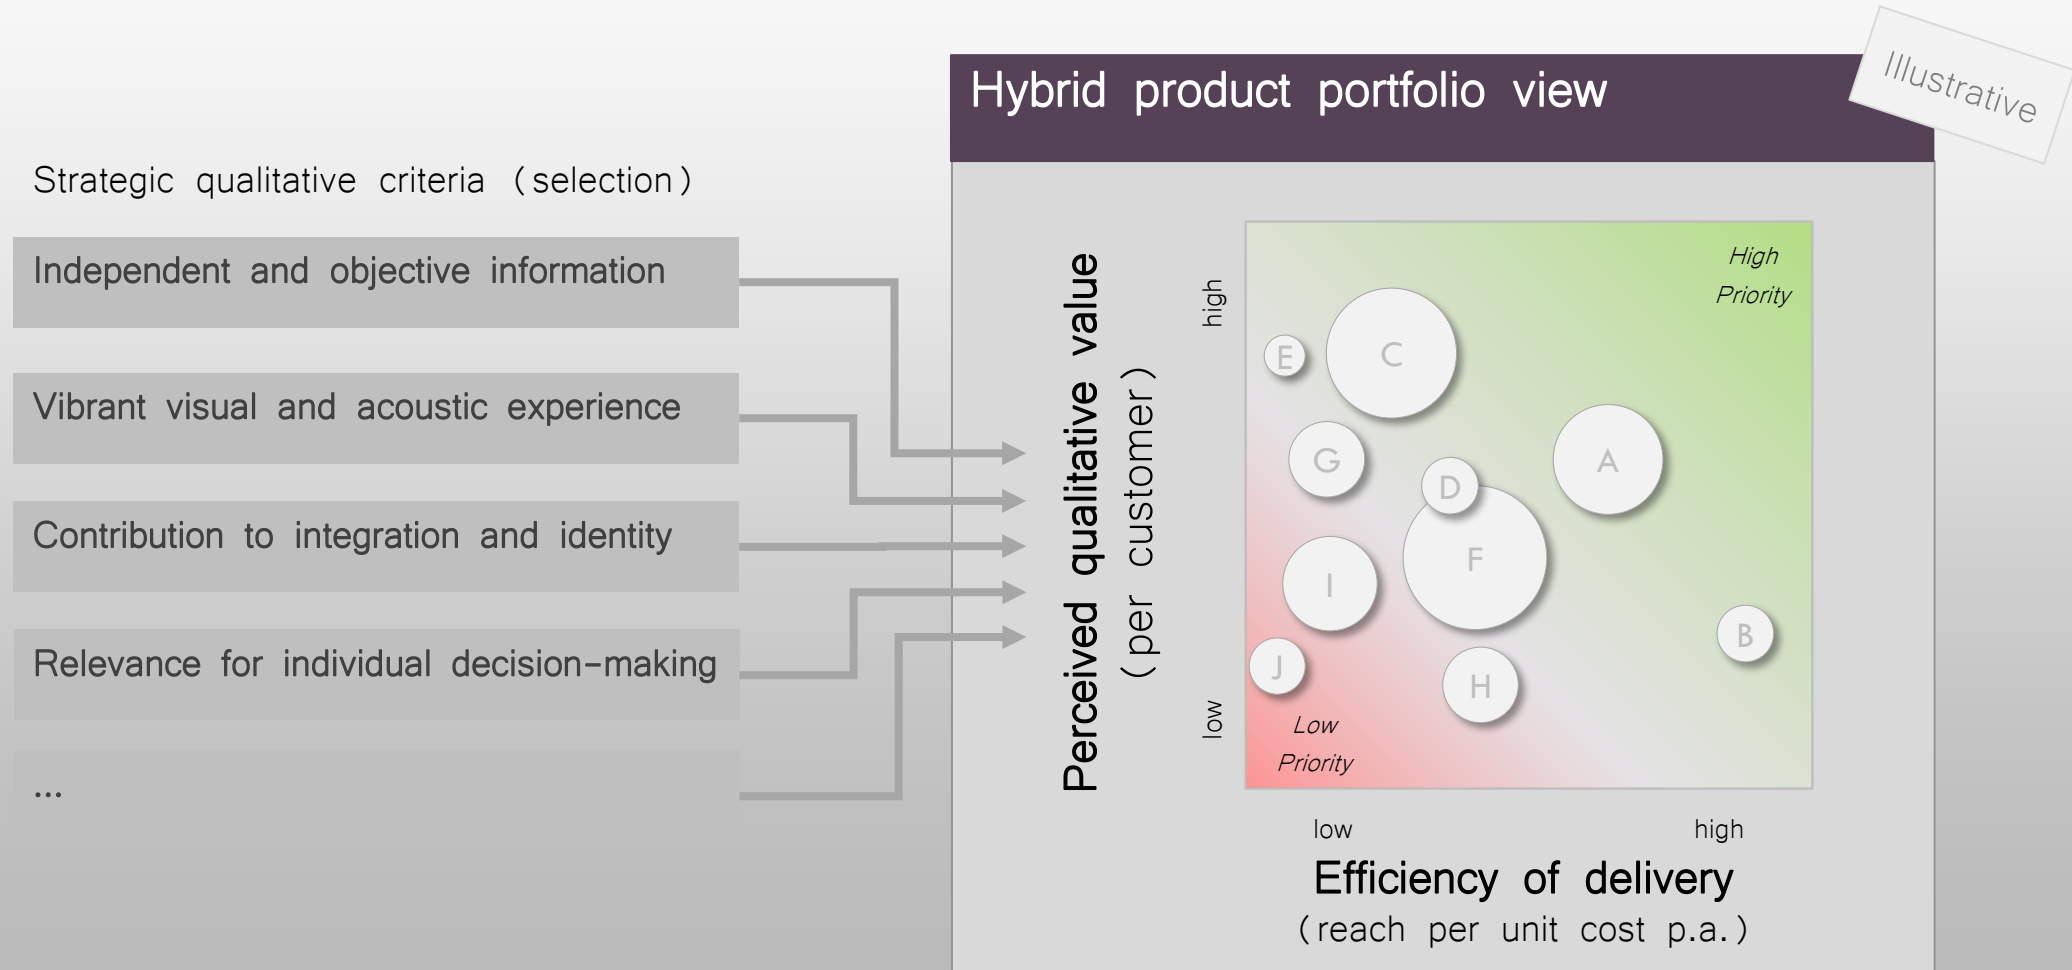 Illustrative
Hybrid product portfolio view
Strategic qualitative criteria (selection)
Independent and objective information
Vibrant visual and acoustic experience
Contribution to integration and identity
Relevance for individual decision-making
...
Perceived qualitative value
(per customer)
high
low
High
Priority
E
C
G
D
A
F
I
J
H
B
Low
Priority
low
high
Efficiency of delivery
(reach per unit cost p.a.)